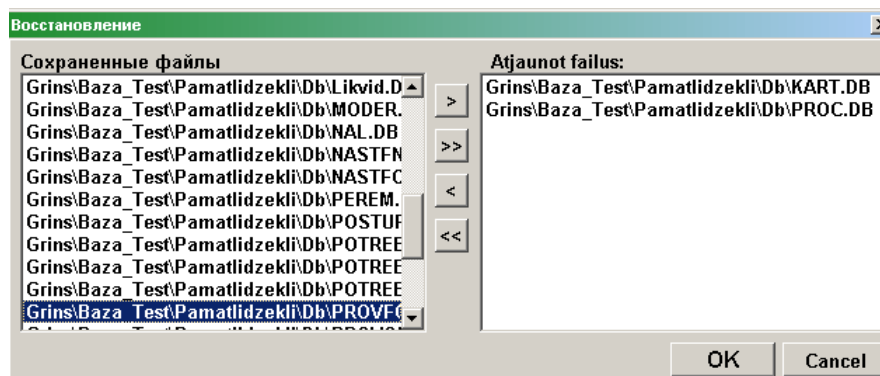 Восстановление
Сохраненные файлы
Grins\Baza_Test\Pamatlidzekli\Db\Likvid.D
Grins\Baza_Test\Pamatlidzekli\Db\MODER.
Grins\Baza_Test\Pamatlidzekli\Db\NAL.DB
Grins\Baza_Test\Pamatlidzekli\Db\NASTFN
Grins\Baza_Test\Pamatlidzekli\Db\NASTFO
Grins\Baza_Test\Pamatlidzekli\Db\PEREM.
Grins\Baza_Test\Pamatlidzekli\Db\POSTUP
Grins\Baza_Test\Pamatlidzekli\Db\POTREE
Grins\Baza_Test\Pamatlidzekli\Db\POTREE
Grins\Baza_Test\Pamatlidzekli\Db\POTREE
Grins\Baza_Test\Pamatlidzekli\Db\PROVFO
>
>>
<
<<
Atjaunot failus:
Grins\Baza_Test\Pamatlidzekli\Db\KART.DB
Grins\Baza_Test\Pamatlidzekli\Db\PROC.DB
OK
Cancel